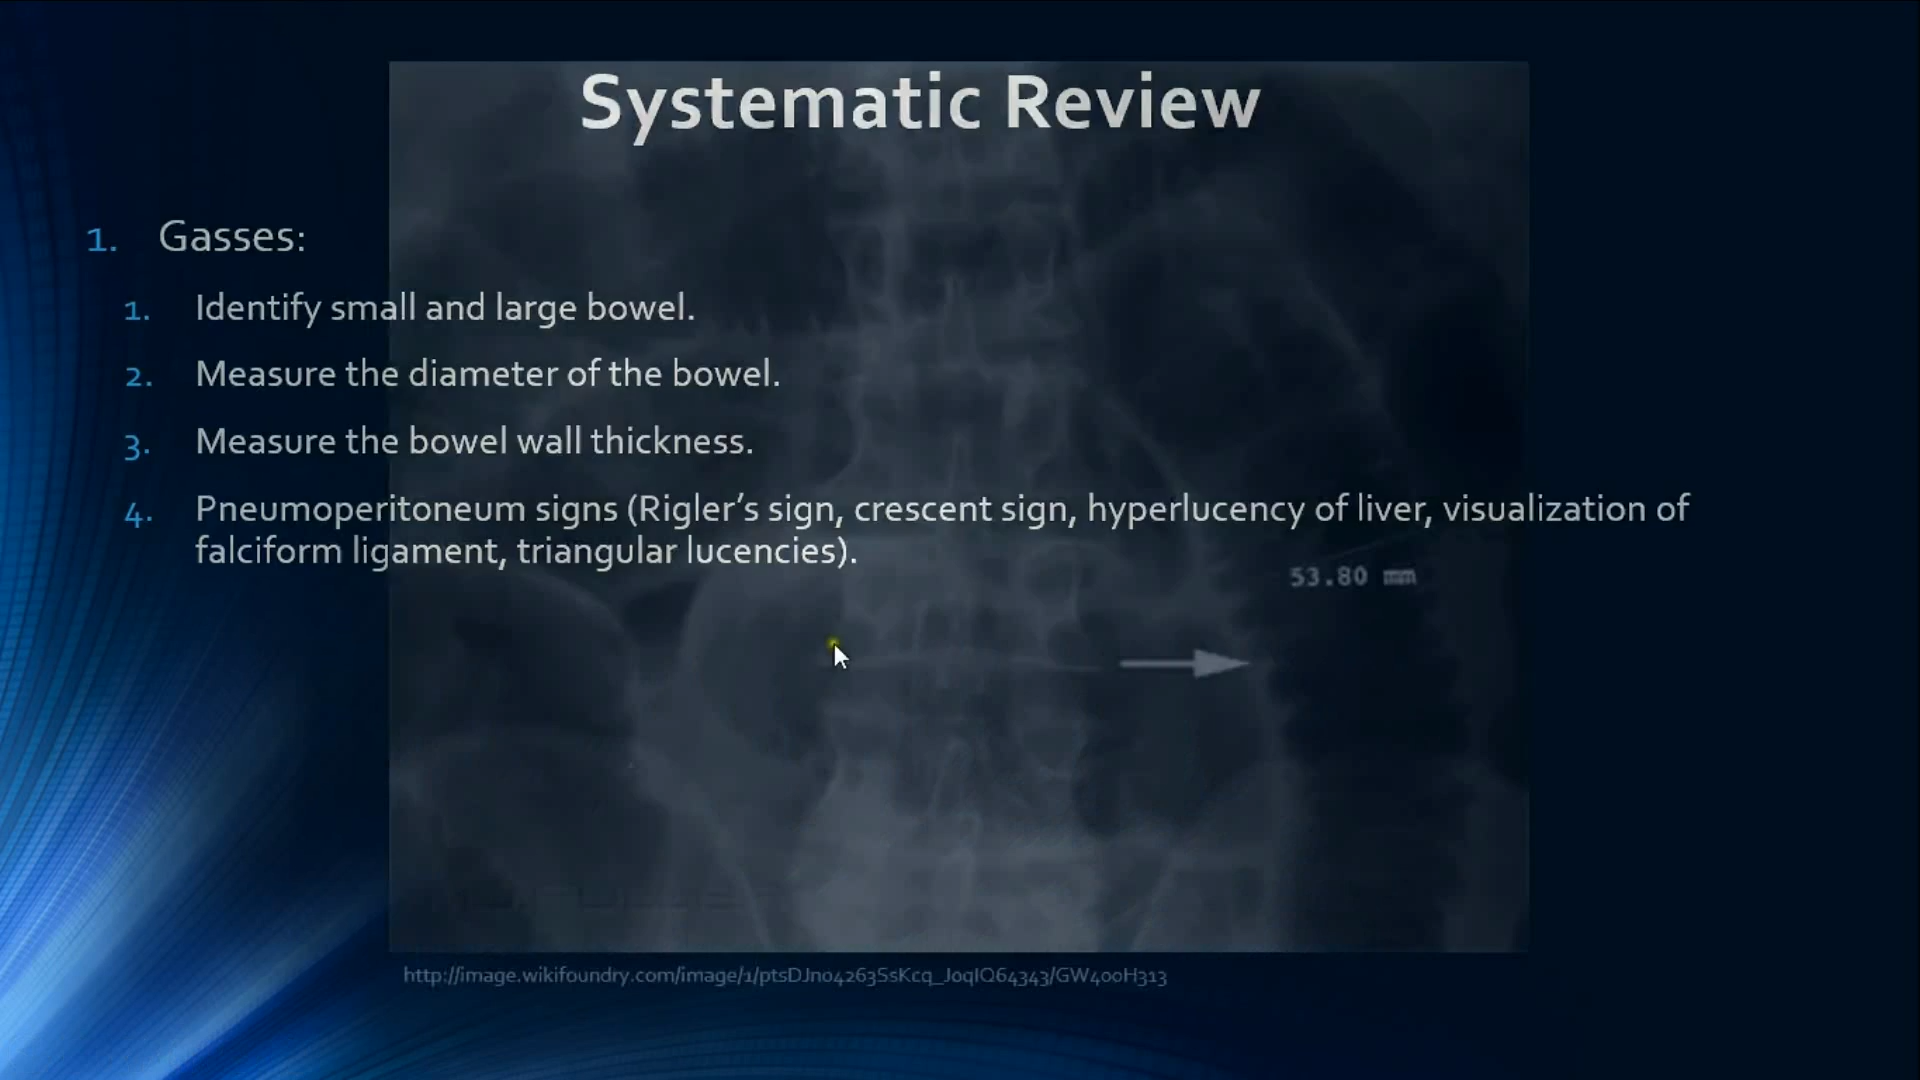 Systematic Review
1. Gasses:
1. Identify small and large bowel.
2. Measure the diameter of the bowel.
3. Measure the bowel wall thickness.
4. Pneumoperitoneum signs (Rigler’s sign, crescent sign, hyperlucency of liver, visualization of
falciform ligament, triangular lucencies).
53.80 mm
http://image.wikifoundry.com/image/1/ptsDJno4263SsKcq_JoqIQ64343/GW400H313